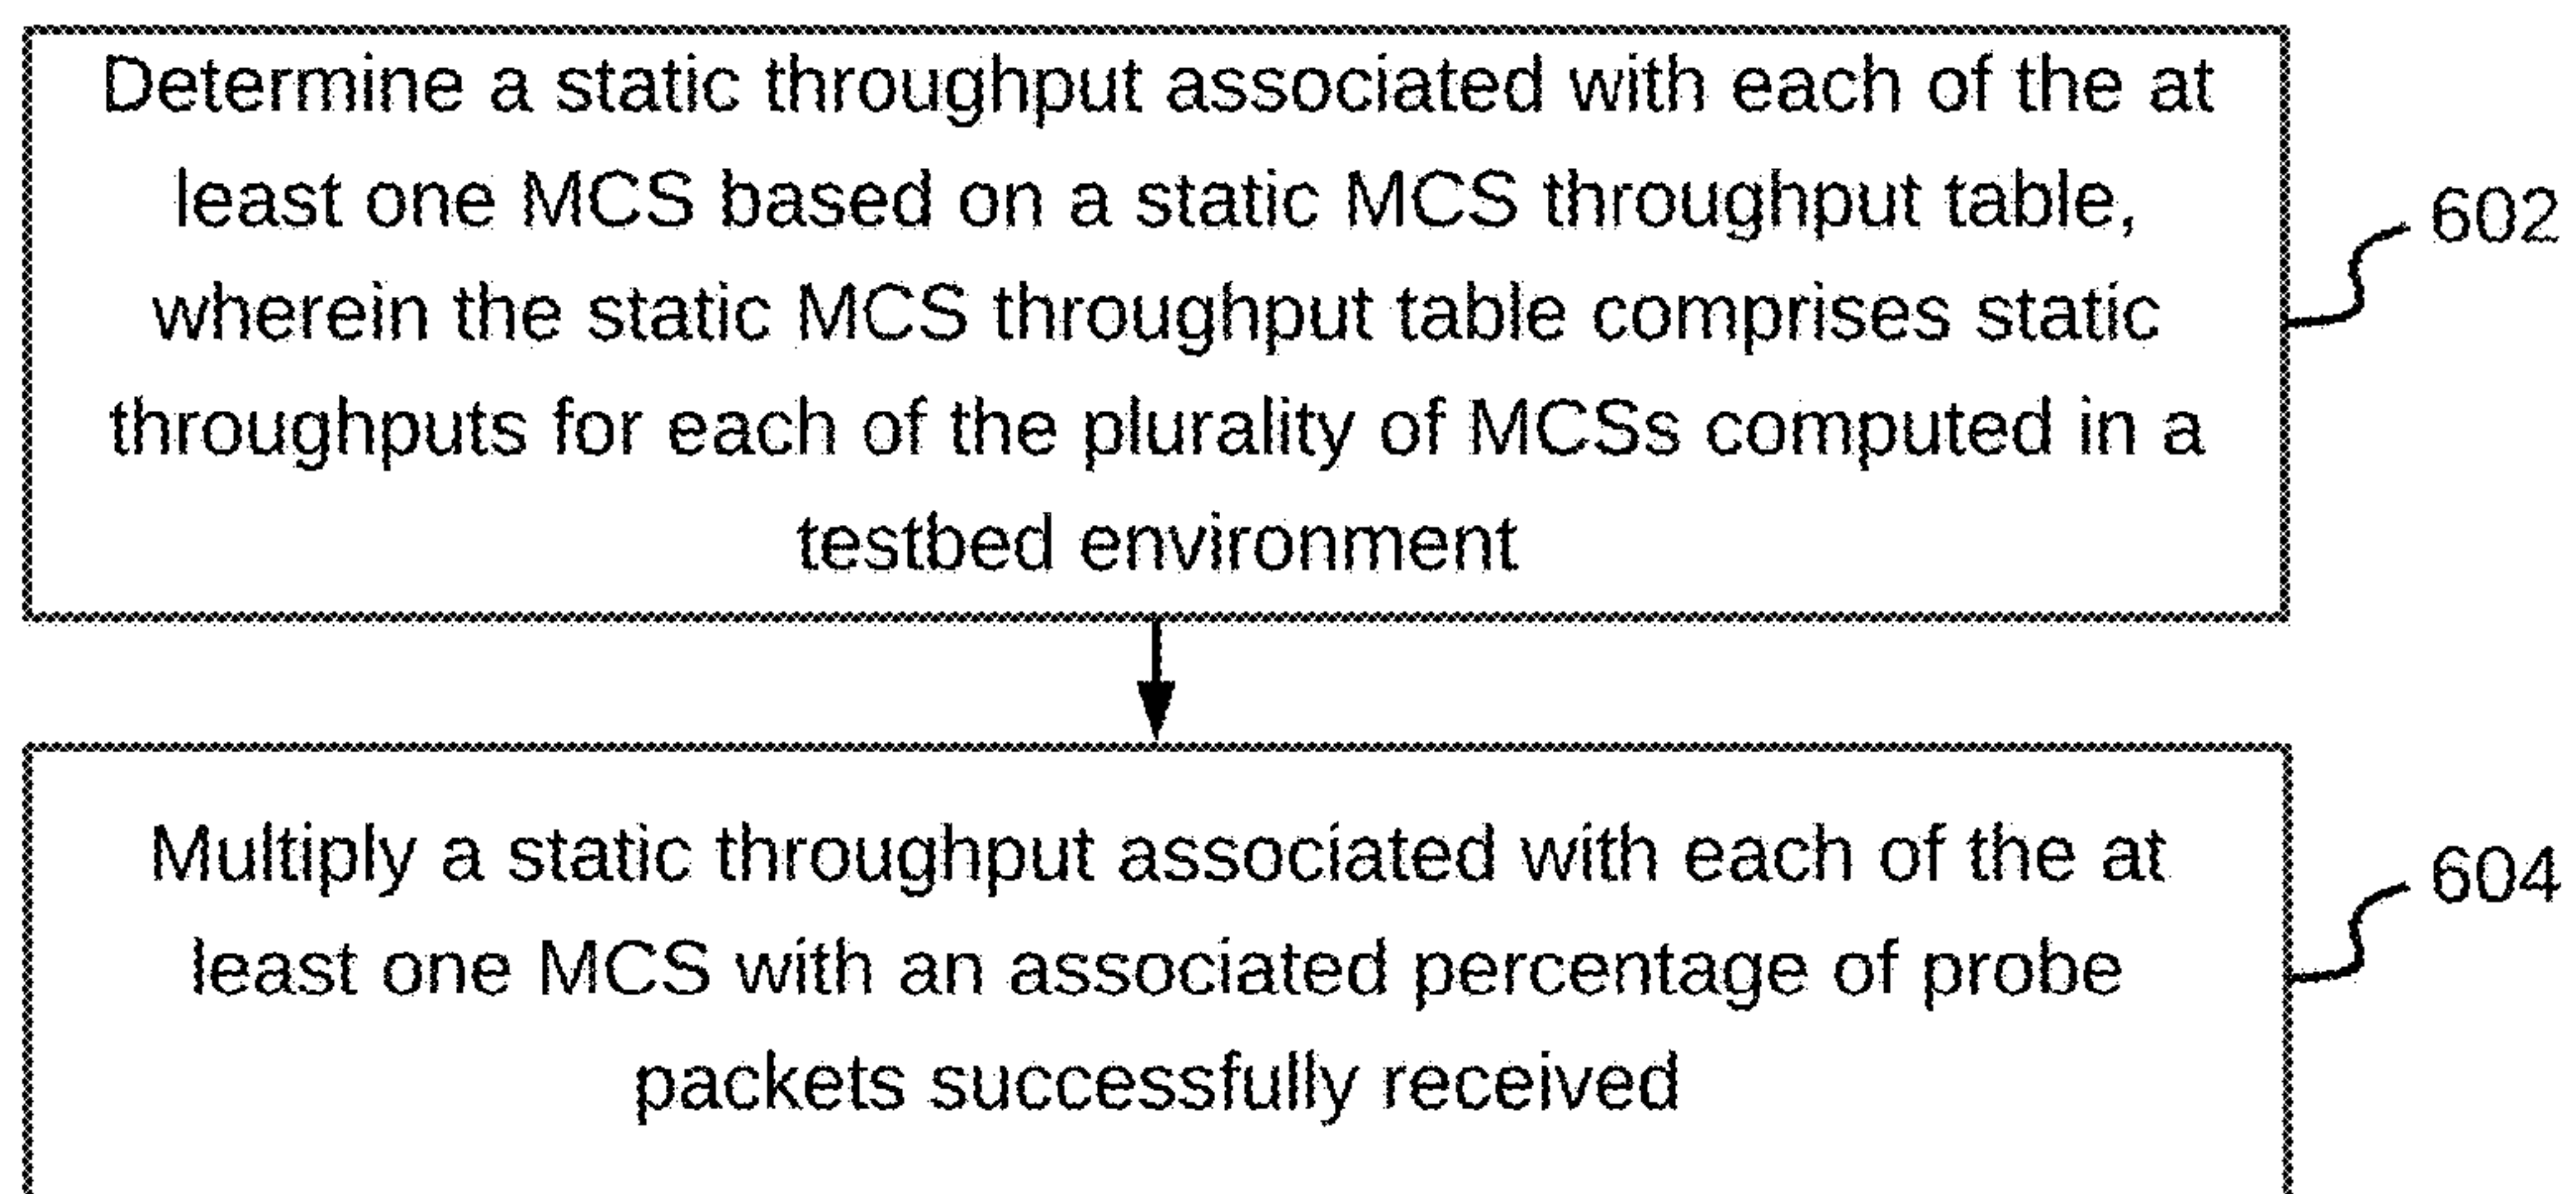 Determine a static throughput associated with each of the at
least one MCS based on a static MCS throughput table,
wherein the static MCS throughput table comprises static
throughputs for each of the plurality of MCSs computed in a
testbed environment
602
Multiply a static throughput associated with each of the at
least one MCS with an associated percentage of probe
packets successfully received
604